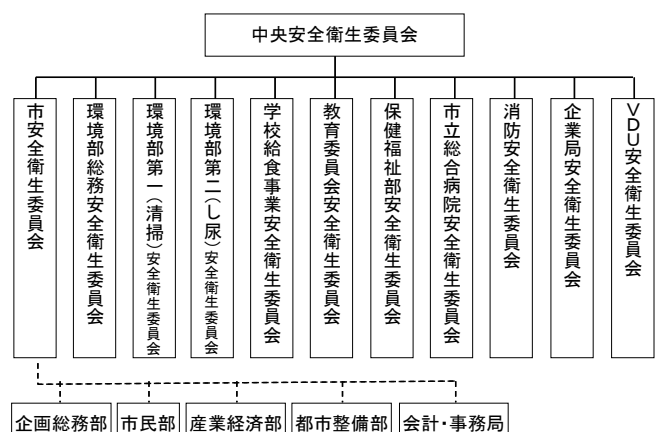 中央安全衛生委員会
市安全衛生委員会
環境部総務安全衛生委員会
環境部第一(清掃)安全衛生委員会
環境部第二(し尿)安全衛生委員会
学校給食事業安全衛生委員会
教育委員会安全衛生委員会
保健福祉部安全衛生委員会
市立総合病院安全衛生委員会
消防安全衛生委員会
企業局安全衛生委員会
VDU安全衛生委員会
企画総務部
市民部
産業経済部
都市整備部
会計・事務局